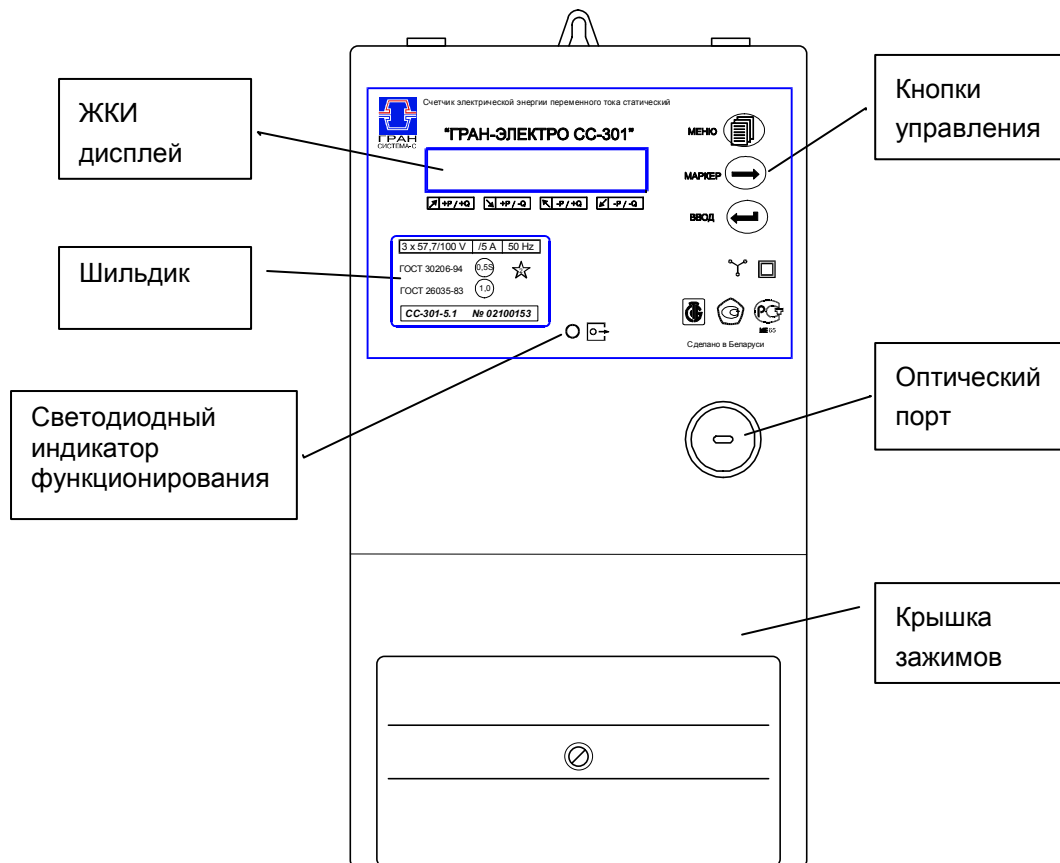 ЖКИ
дисплей
Шильдик
Светодиодный
индикатор
функционирования
ГРАН
СИСТЕМА-С
Счетчик электрической энергии переменного тока статический
"ГРАН-ЭЛЕКТРО СС-301"
+P / +Q +P / -Q -P / +Q -P / -Q
МЕНЮ
МАРКЕР
ВВОД
3 x 57,7/100 V /5 A 50 Hz
ГОСТ 30206-94 0,5S
ГОСТ 26035-83 1,0
СС-301-5.1 № 02100153
МЕ65
Сделано в Беларуси
Кнопки
управления
Оптический
порт
Крышка
зажимов